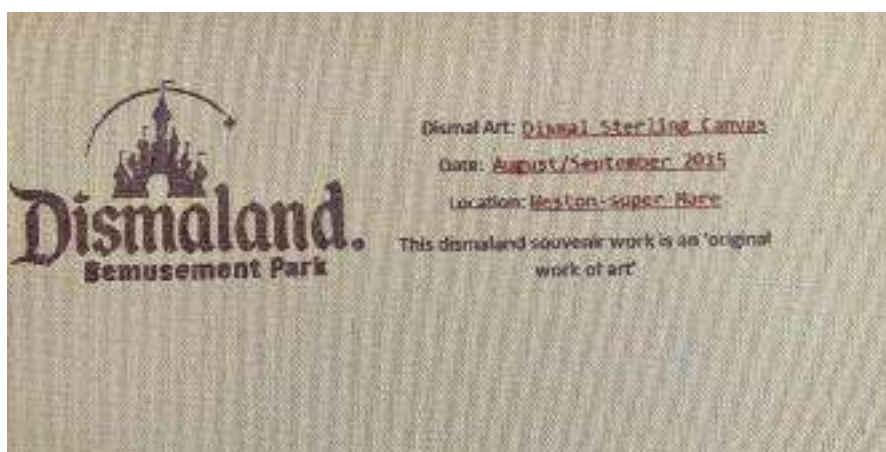 Dismaland.
Bemusement Park
Dismal Art: Dismal Sterling Canvas
Date: August/September 2015
Location: Weston-super Mare
This dismaland souvenir work is an 'original
work of art'